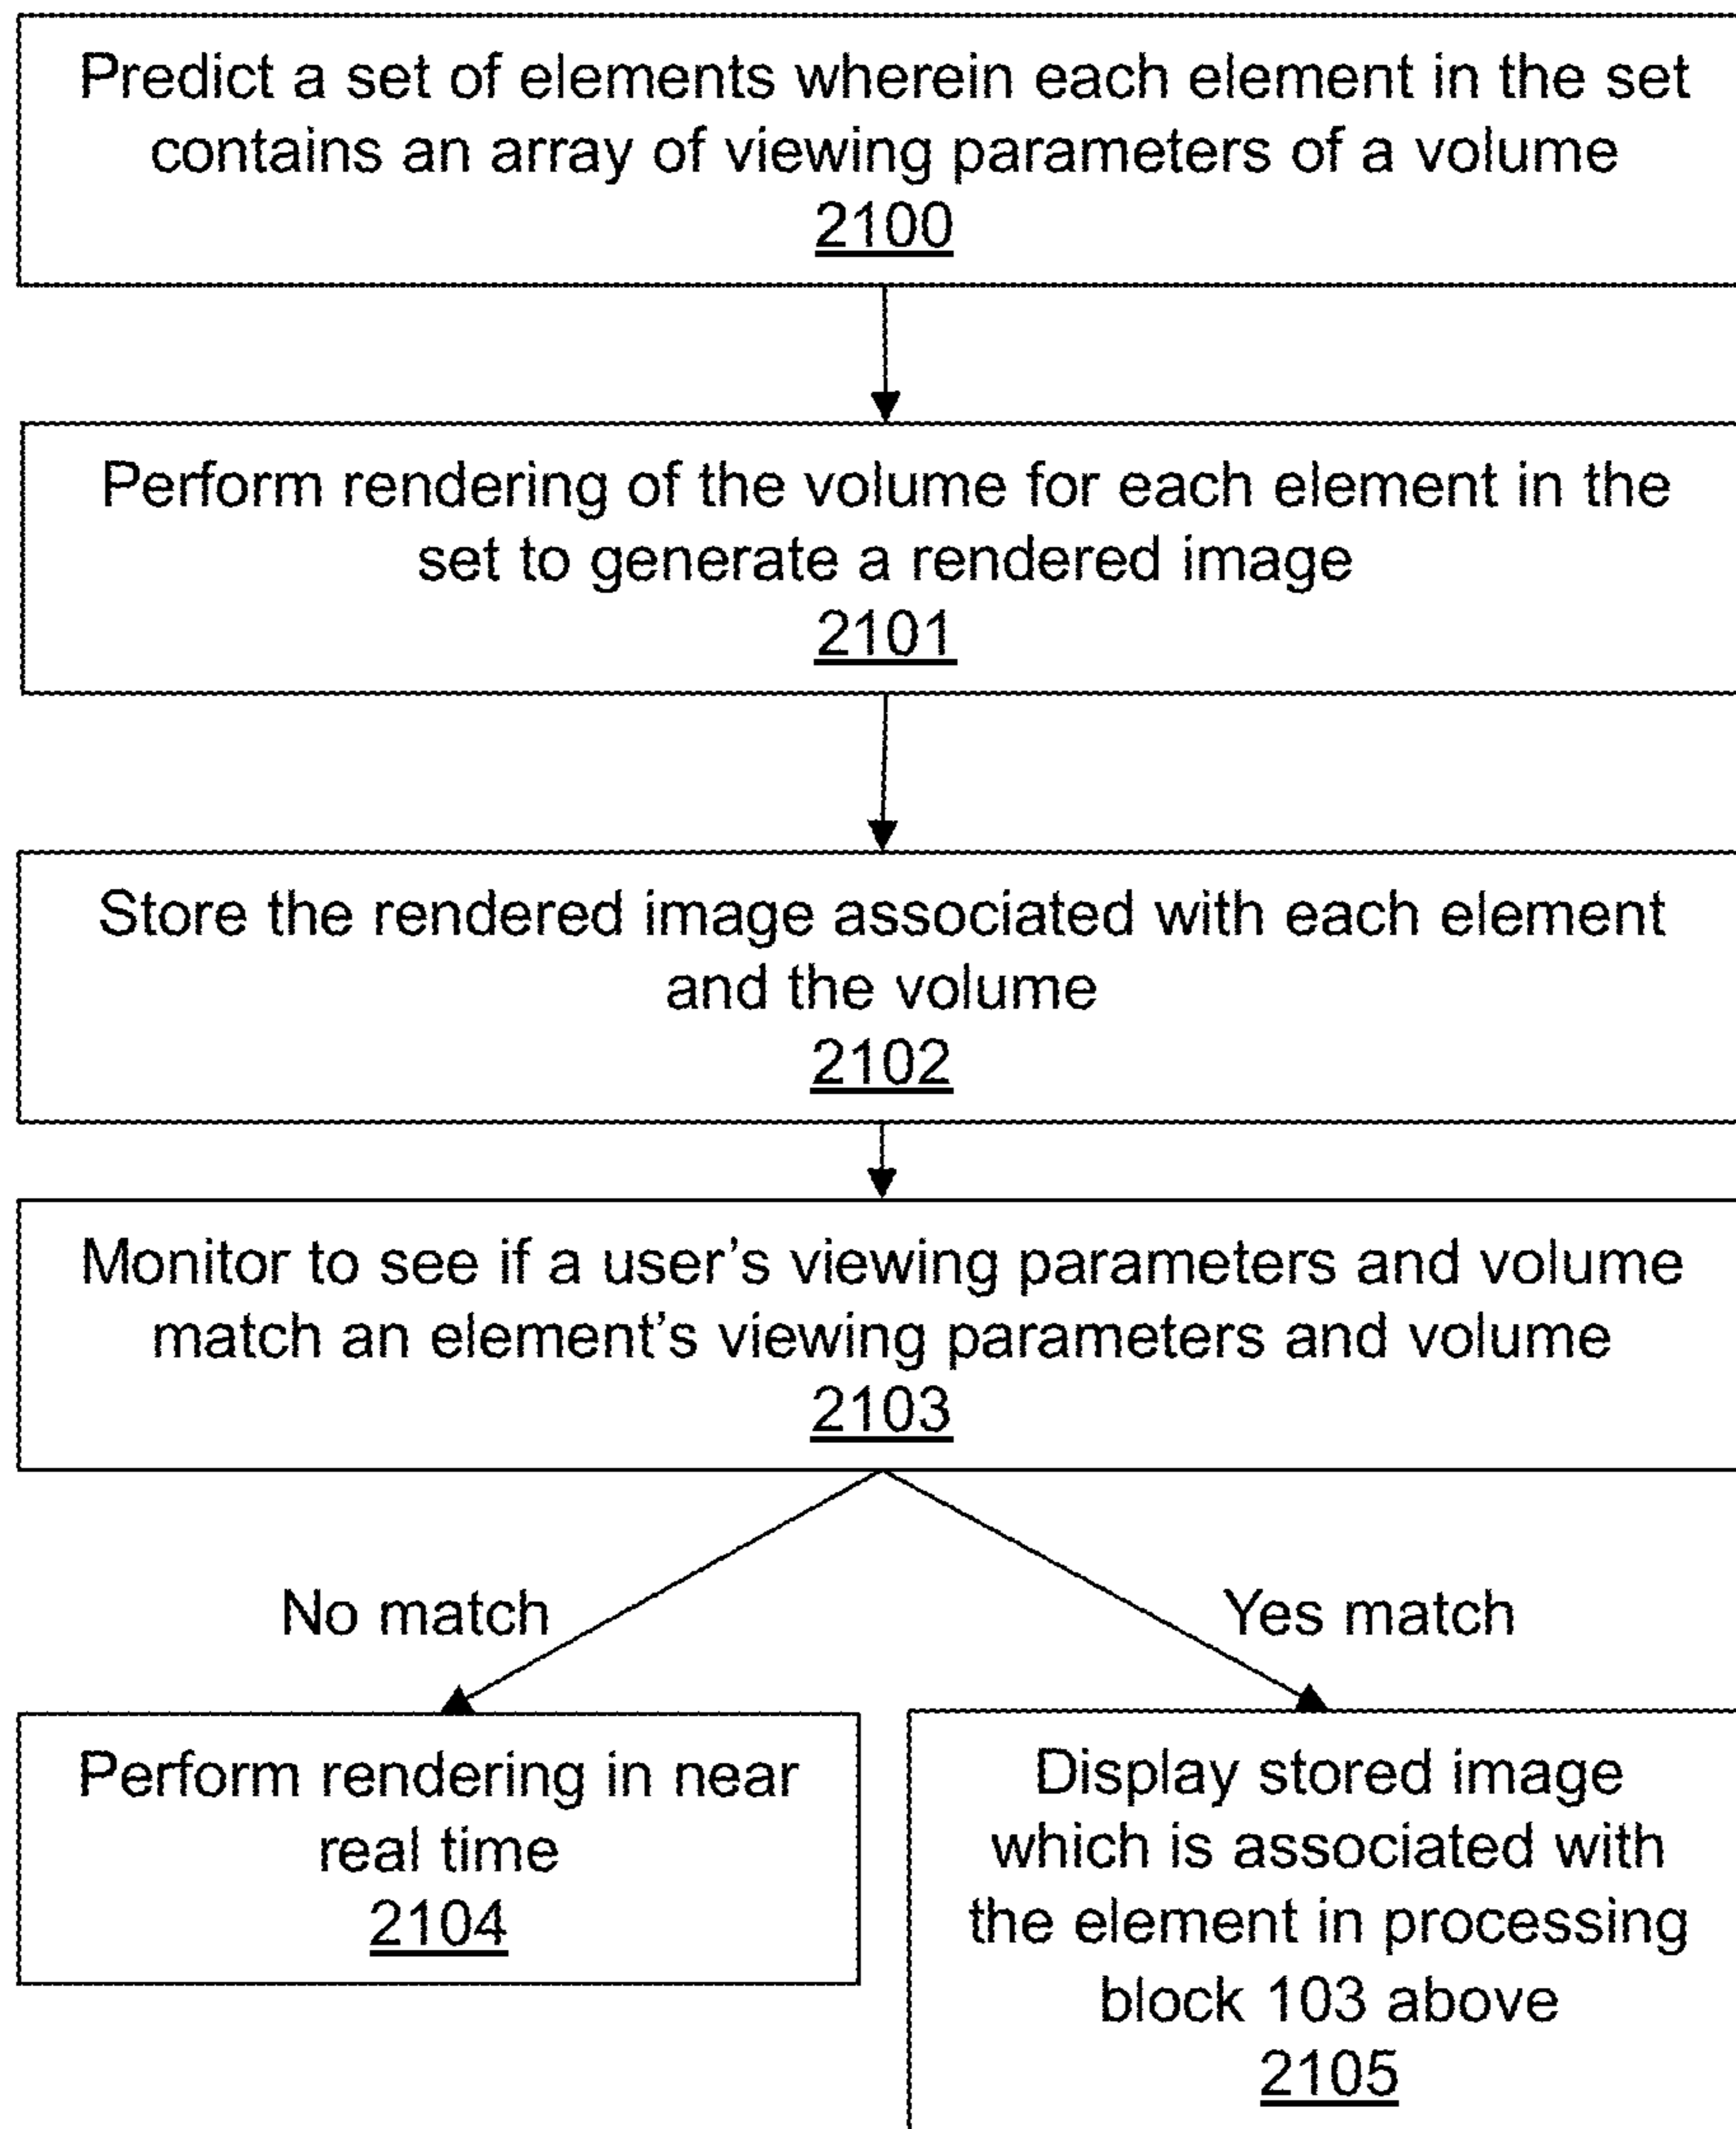 Predict a set of elements wherein each element in the set
contains an array of viewing parameters of a volume
2100
Perform rendering of the volume for each element in the
set to generate a rendered image
2101
Store the rendered image associated with each element
and the volume
2102
Monitor to see if a user’s viewing parameters and volume
match an element’s viewing parameters and volume
2103
No match
Yes match
Perform rendering in near
real time
2104
Display stored image
which is associated with
the element in processing
block 103 above
2105